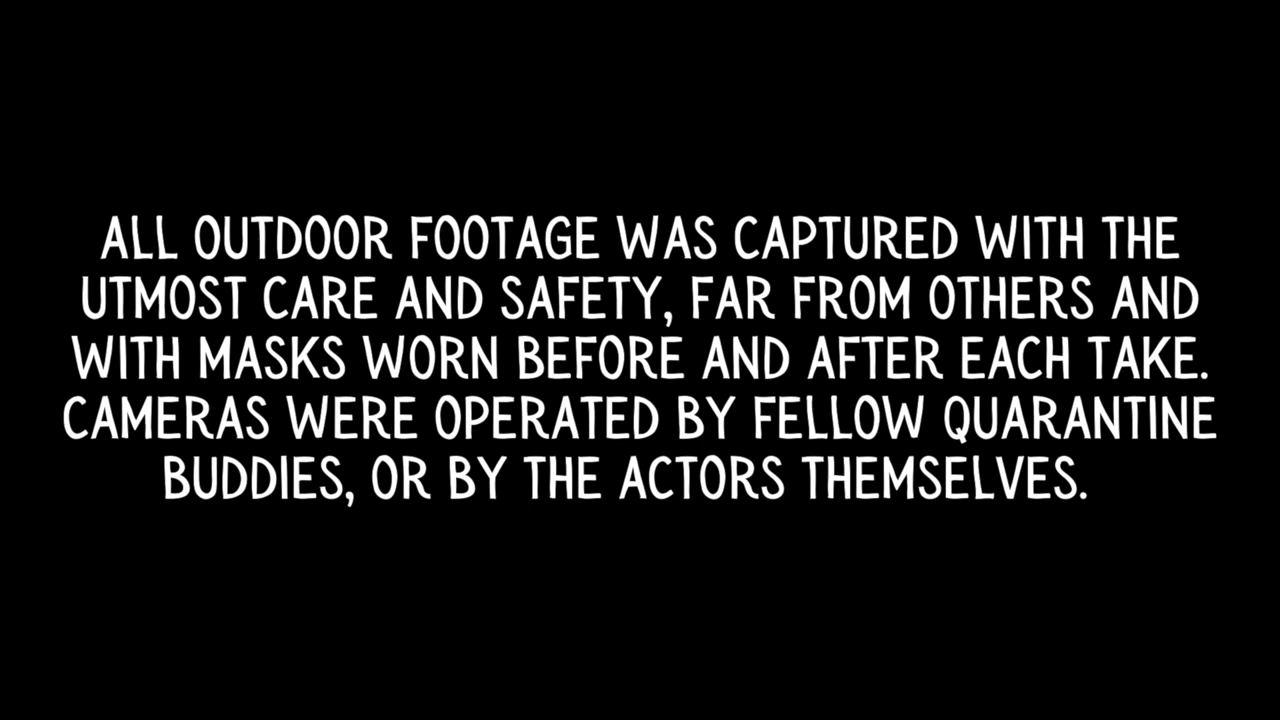 ALL OUTDOOR FOOTAGE WAS CAPTURED WITH THE
UTMOST CARE AND SAFETY, FAR FROM OTHERS AND
WITH MASKS WORN BEFORE AND AFTER EACH TAKE.
CAMERAS WERE OPERATED BY FELLOW QUARANTINE
BUDDIES, OR BY THE ACTORS THEMSELVES.